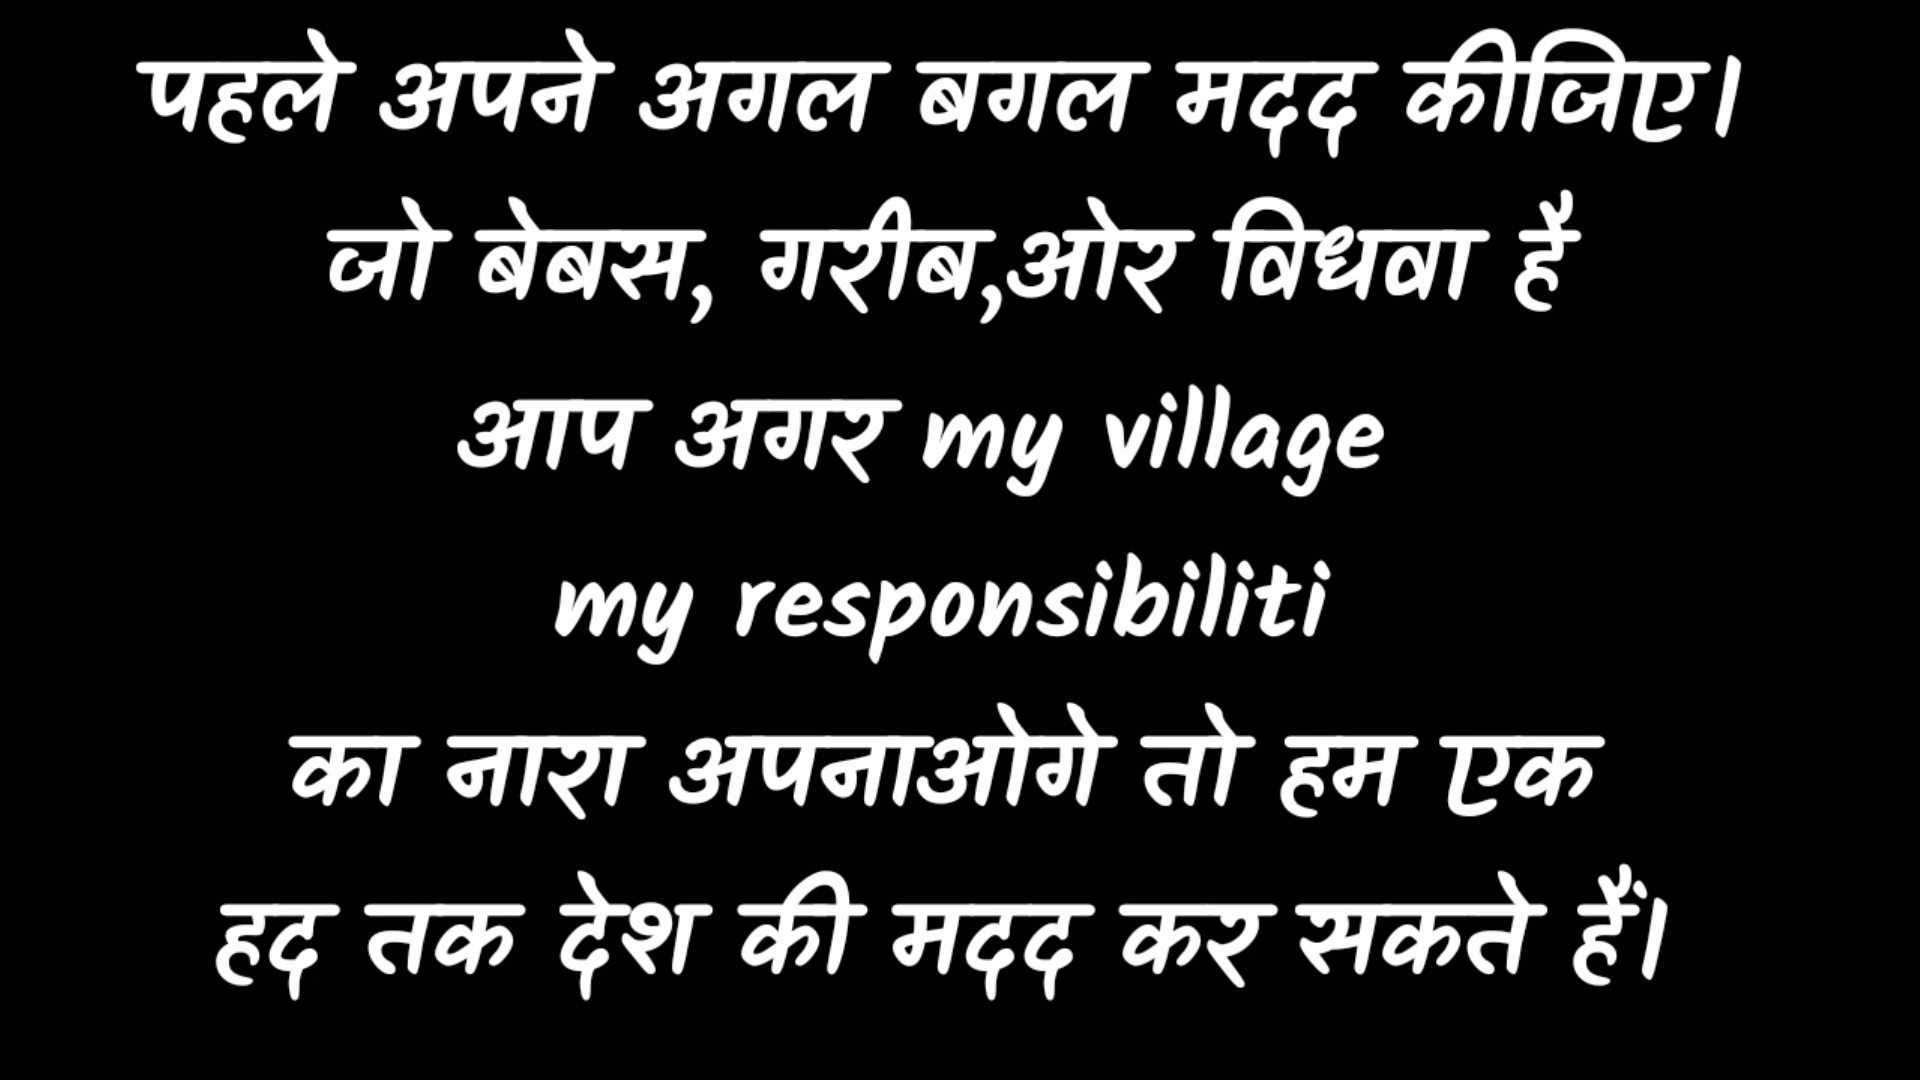 पहले अपने अगल बगल मदद कीजिए।
जो बेबस, गरीब,ओर विधवा है
आप अगर my village
my responsibiliti
का नारा अपनाओगे तो हम एक
हद तक देश की मदद कर सकते हैं।